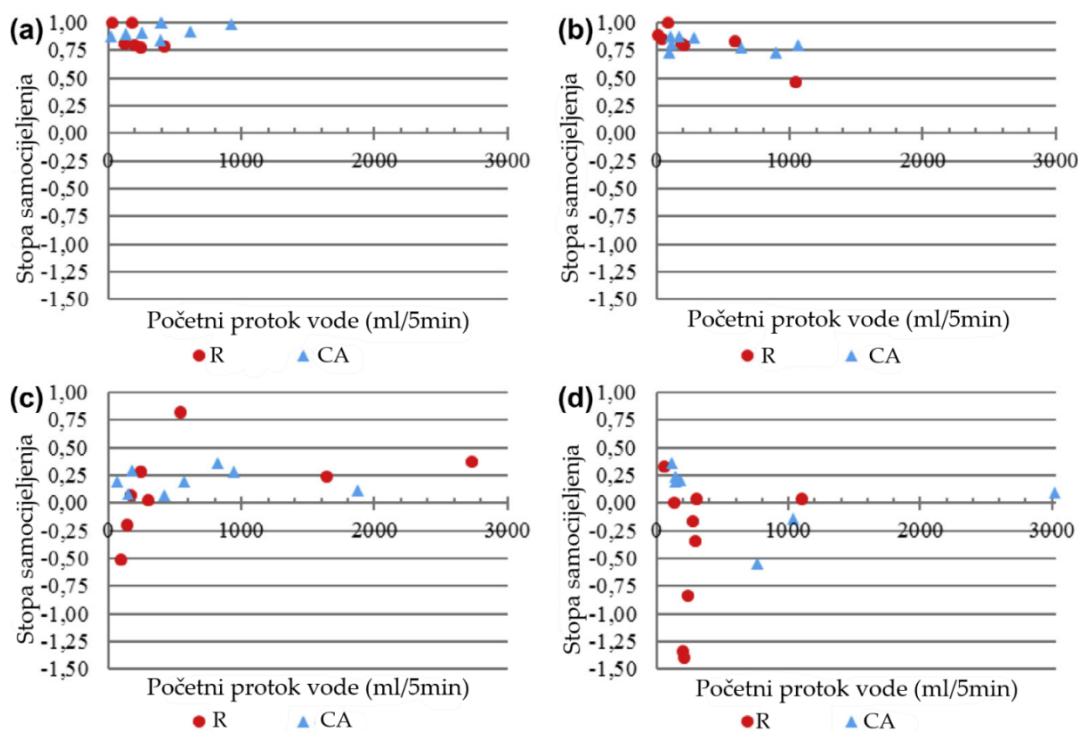 (a)
Stopa samocijeljenja
1,00
0,75
0,50
0,25
0,00
-0,25
-0,50
-0,75
-1,00
-1,25
-1,50
0 1000 2000 3000
Početni protok vode (ml/5min)
R CA
(b)
Stopa samocijeljenja
1,00
0,75
0,50
0,25
0,00
-0,25
-0,50
-0,75
-1,00
-1,25
-1,50
0 1000 2000 3000
Početni protok vode (ml/5min)
R CA
(c)
Stopa samocijeljenja
1,00
0,75
0,50
0,25
0,00
-0,25
-0,50
-0,75
-1,00
-1,25
-1,50
0 1000 2000 3000
Početni protok vode (ml/5min)
R CA
(d)
Stopa samocijeljenja
1,00
0,75
0,50
0,25
0,00
-0,25
-0,50
-0,75
-1,00
-1,25
-1,50
0 1000 2000 3000
Početni protok vode (ml/5min)
R CA